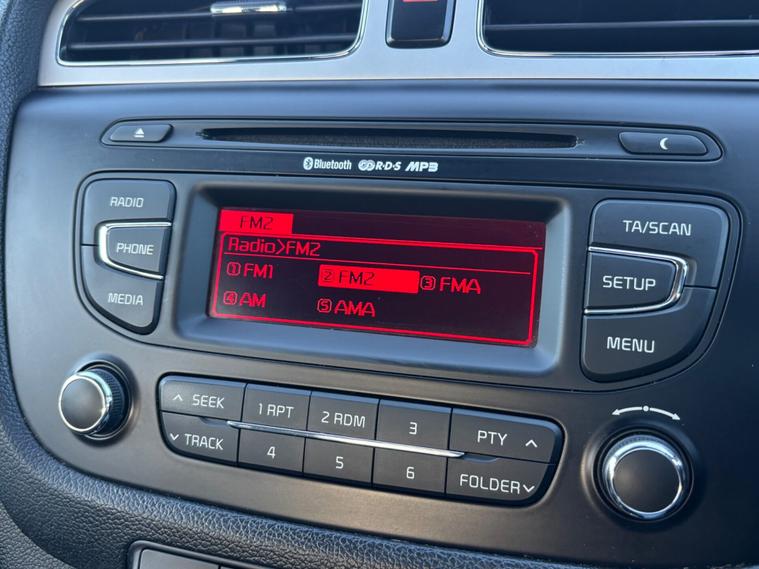 Bluetooth R·D·S MP3
RADIO
PHONE
MEDIA
FM2
Radio>FM2
1 FM1 2 FM2 3 FMA
4 AM 5 AMA
TA/SCAN
SETUP
MENU
SEEK
TRACK
1 RPT
2 RDM
3
4
5
6
PTY
FOLDER